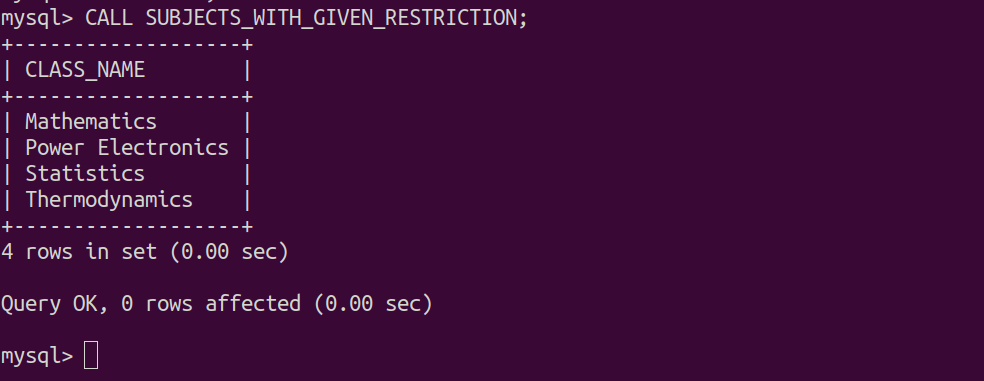 mysql> CALL SUBJECTS_WITH_GIVEN_RESTRICTION;
+-------------------+
| CLASS_NAME        |
+-------------------+
| Mathematics       |
| Power Electronics |
| Statistics        |
| Thermodynamics    |
+-------------------+
4 rows in set (0.00 sec)
Query OK, 0 rows affected (0.00 sec)
mysql>